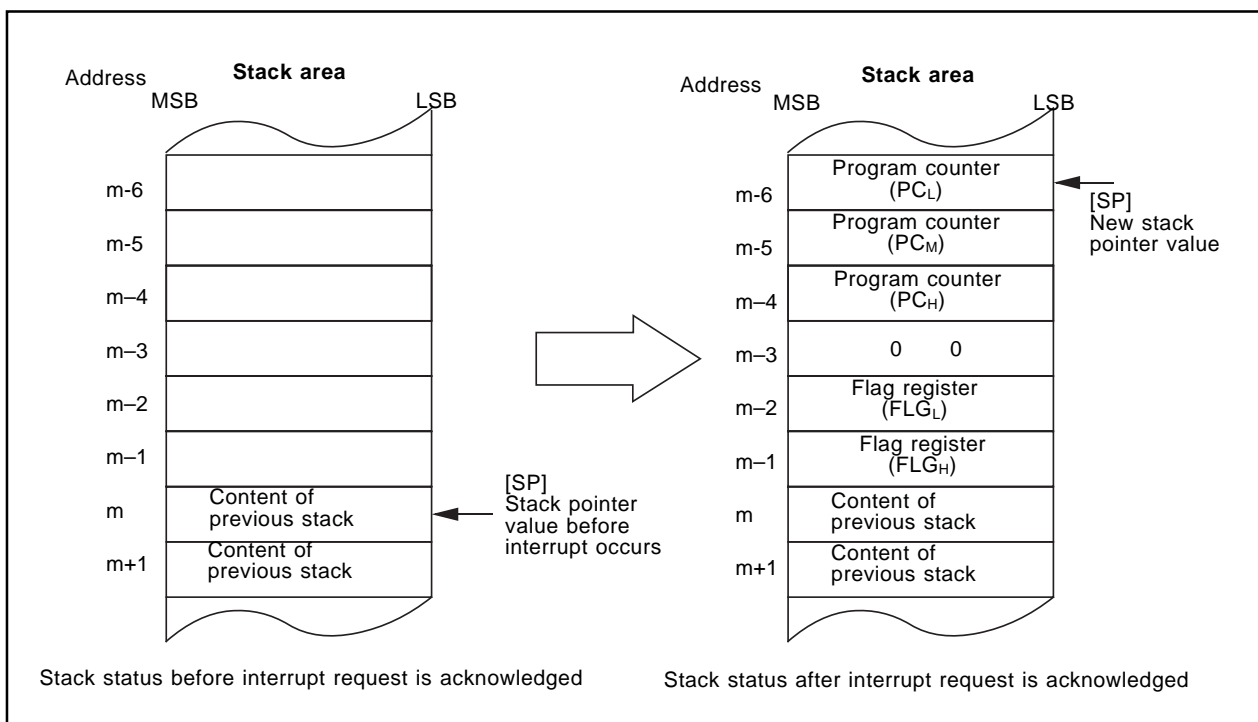 Address
Stack area
MSB
LSB
m-6
m-5
m–4
m–3
m–2
m–1
m
Content of
previous stack
m+1
Content of
previous stack
[SP]
Stack pointer
value before
interrupt occurs
Stack status before interrupt request is acknowledged
Address
Stack area
MSB
LSB
m-6
Program counter
(PCL)
m-5
Program counter
(PCM)
m–4
Program counter
(PCH)
m–3
0 0
m–2
Flag register
(FLGL)
m–1
Flag register
(FLGH)
m
Content of
previous stack
m+1
Content of
previous stack
[SP]
New stack
pointer value
Stack status after interrupt request is acknowledged